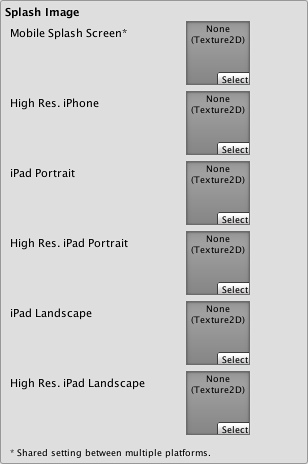 Splash Image
Mobile Splash Screen*
None
(Texture2D)
Select
High Res. iPhone
None
(Texture2D)
Select
iPad Portrait
None
(Texture2D)
Select
High Res. iPad Portrait
None
(Texture2D)
Select
iPad Landscape
None
(Texture2D)
Select
High Res. iPad Landscape
None
(Texture2D)
Select
* Shared setting between multiple platforms.